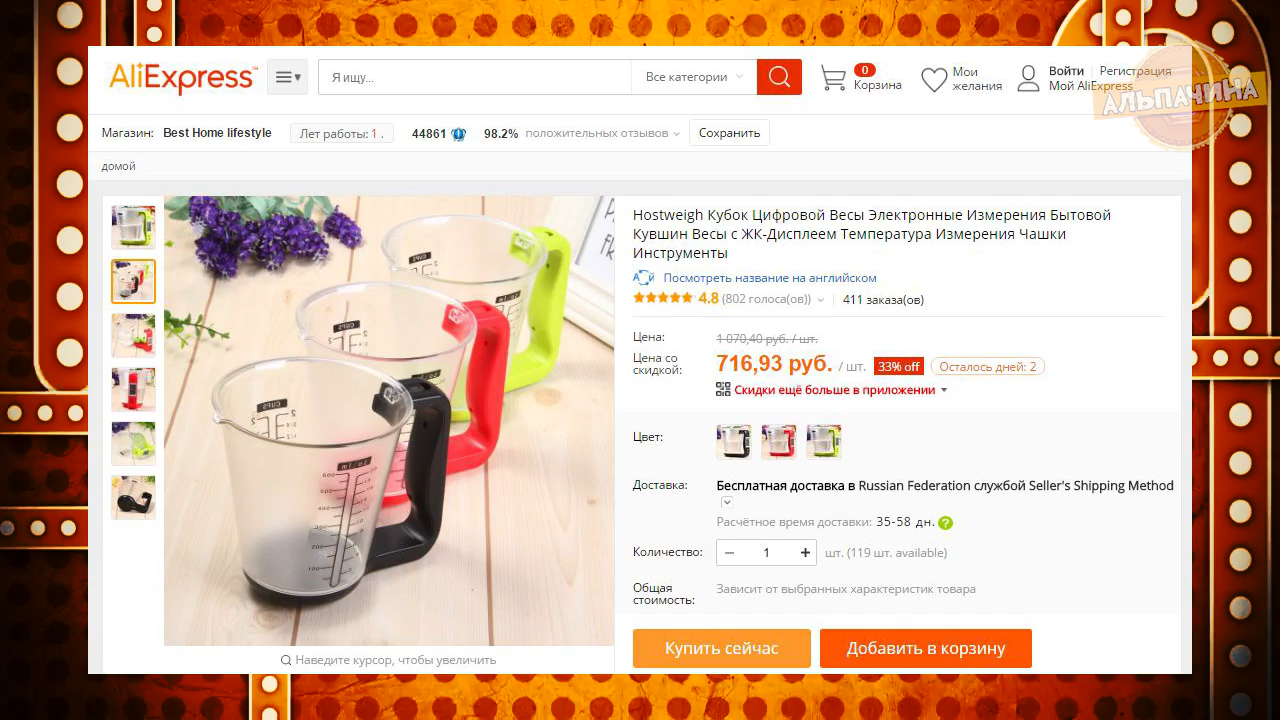 AliExpress™
Я ищу...
Все категории
0
Корзина
Мои желания
Войти | Регистрация
Мой AliExpress
АЛЬПАЧИНА
Магазин: Best Home lifestyle Лет работы: 1 . 44861 98.2% положительных отзывов Сохранить
домой
Hostweigh Кубок Цифровой Весы Электронные Измерения Бытовой
Кувшин Весы с ЖК-Дисплеем Температура Измерения Чашки
Инструменты
Посмотреть название на английском
4.8 (802 голоса(ов)) 411 заказа(ов)
Цена: 1 070,40 руб. / шт.
Цена со скидкой: 716,93 руб. / шт. 33% off Осталось дней: 2
Скидки ещё больше в приложении
Цвет:
Доставка: Бесплатная доставка в Russian Federation службой Seller's Shipping Method
Расчётное время доставки: 35-58 дн. ?
Количество: − 1 + шт. (119 шт. available)
Общая стоимость: Зависит от выбранных характеристик товара
Купить сейчас Добавить в корзину
Наведите курсор, чтобы увеличить